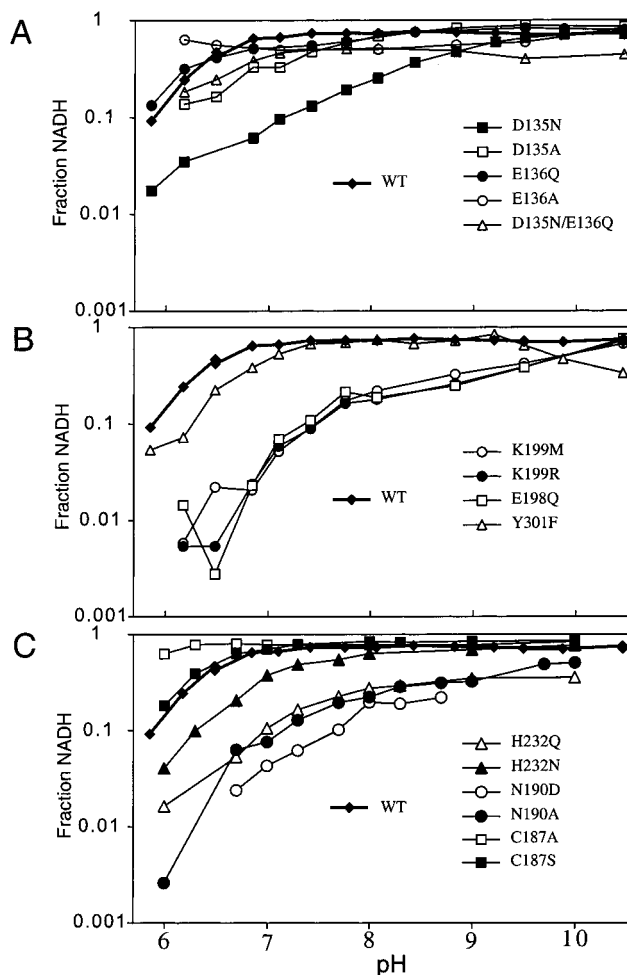 A
Fraction NADH
1
0.1
0.01
0.001
WT
D135N
D135A
E136Q
E136A
D135N/E136Q
B
Fraction NADH
1
0.1
0.01
0.001
WT
K199M
K199R
E198Q
Y301F
C
Fraction NADH
1
0.1
0.01
0.001
WT
H232Q
H232N
N190D
N190A
C187A
C187S
6 7 8 9 10
pH